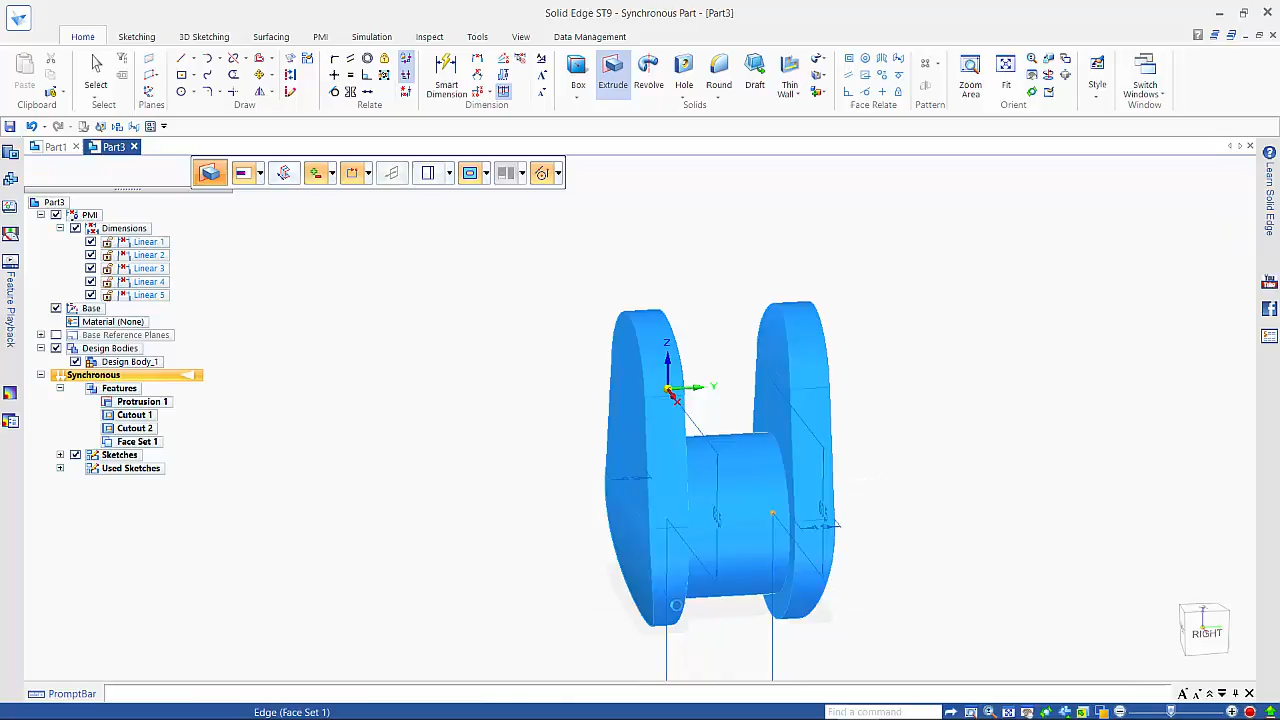 Solid Edge ST9 - Synchronous Part - [Part3]
Home Sketching 3D Sketching Surfacing PMI Simulation Inspect Tools View Data Management
Paste Select Smart Dimension Box Extrude Revolve Hole Round Draft Thin Wall Zoom Area Fit Style Switch Windows
Clipboard Select Planes Draw Relate Dimension Solids Face Relate Pattern Orient Style Window
Part1 Part3
Part3
PMI
Dimensions
Linear 1
Linear 2
Linear 3
Linear 4
Linear 5
Base
Material (None)
Base Reference Planes
Design Bodies
Design Body_1
Synchronous
Features
Protrusion 1
Cutout 1
Cutout 2
Face Set 1
Sketches
Used Sketches
Feature Playback
Learn Solid Edge
You Tube
Z
Y
X
Z
RIGHT
PromptBar
Edge (Face Set 1)
Find a command